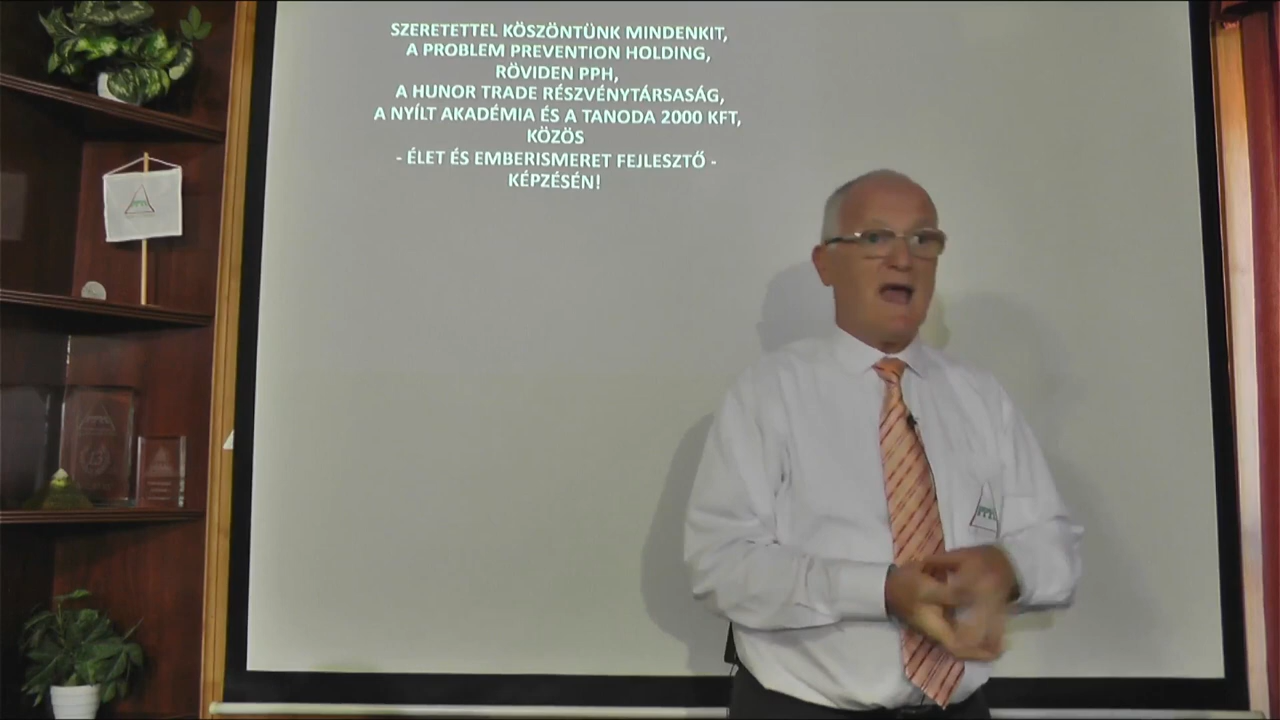 SZERETETTEL KÖSZÖNTÜNK MINDENKIT,
A PROBLEM PREVENTION HOLDING,
RÖVIDEN PPH,
A HUNOR TRADE RÉSZVÉNYTÁRSASÁG,
A NYÍLT AKADÉMIA ÉS A TANODA 2000 KFT,
KÖZÖS
- ÉLET ÉS EMBERISMERET FEJLESZTŐ -
KÉPZÉSÉN!